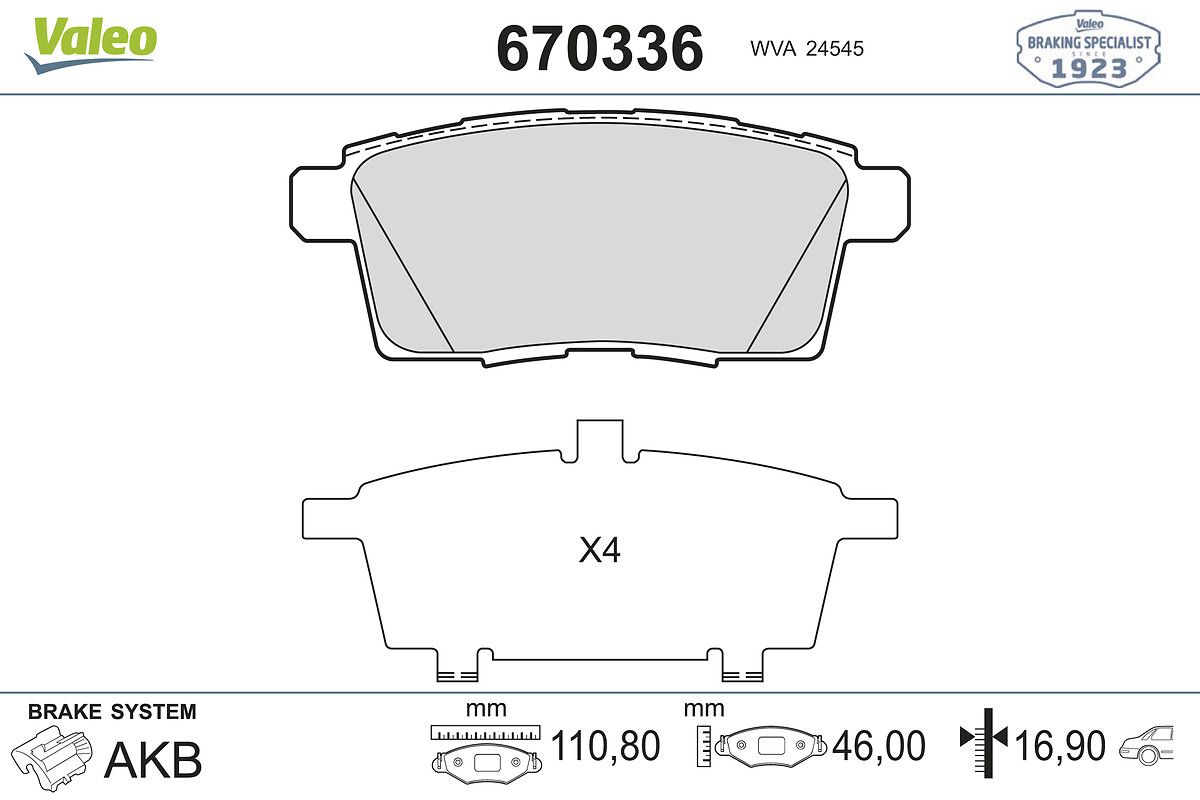 Valeo
670336 WVA 24545
Valeo
BRAKING SPECIALIST
SINCE
1923
X4
BRAKE SYSTEM
AKB
mm
110,80
mm
46,00
16,90